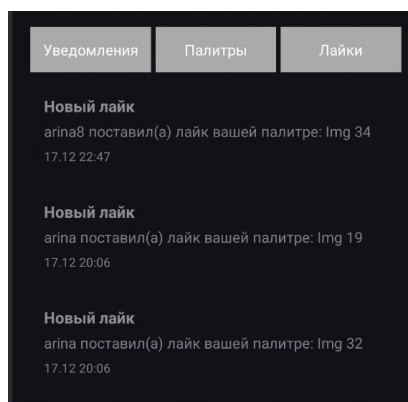 Уведомления Палитры Лайки
Новый лайк
arina8 поставил(а) лайк вашей палитре: Img 34
17.12 22:47
Новый лайк
arina поставил(а) лайк вашей палитре: Img 19
17.12 20:06
Новый лайк
arina поставил(а) лайк вашей палитре: Img 32
17.12 20:06